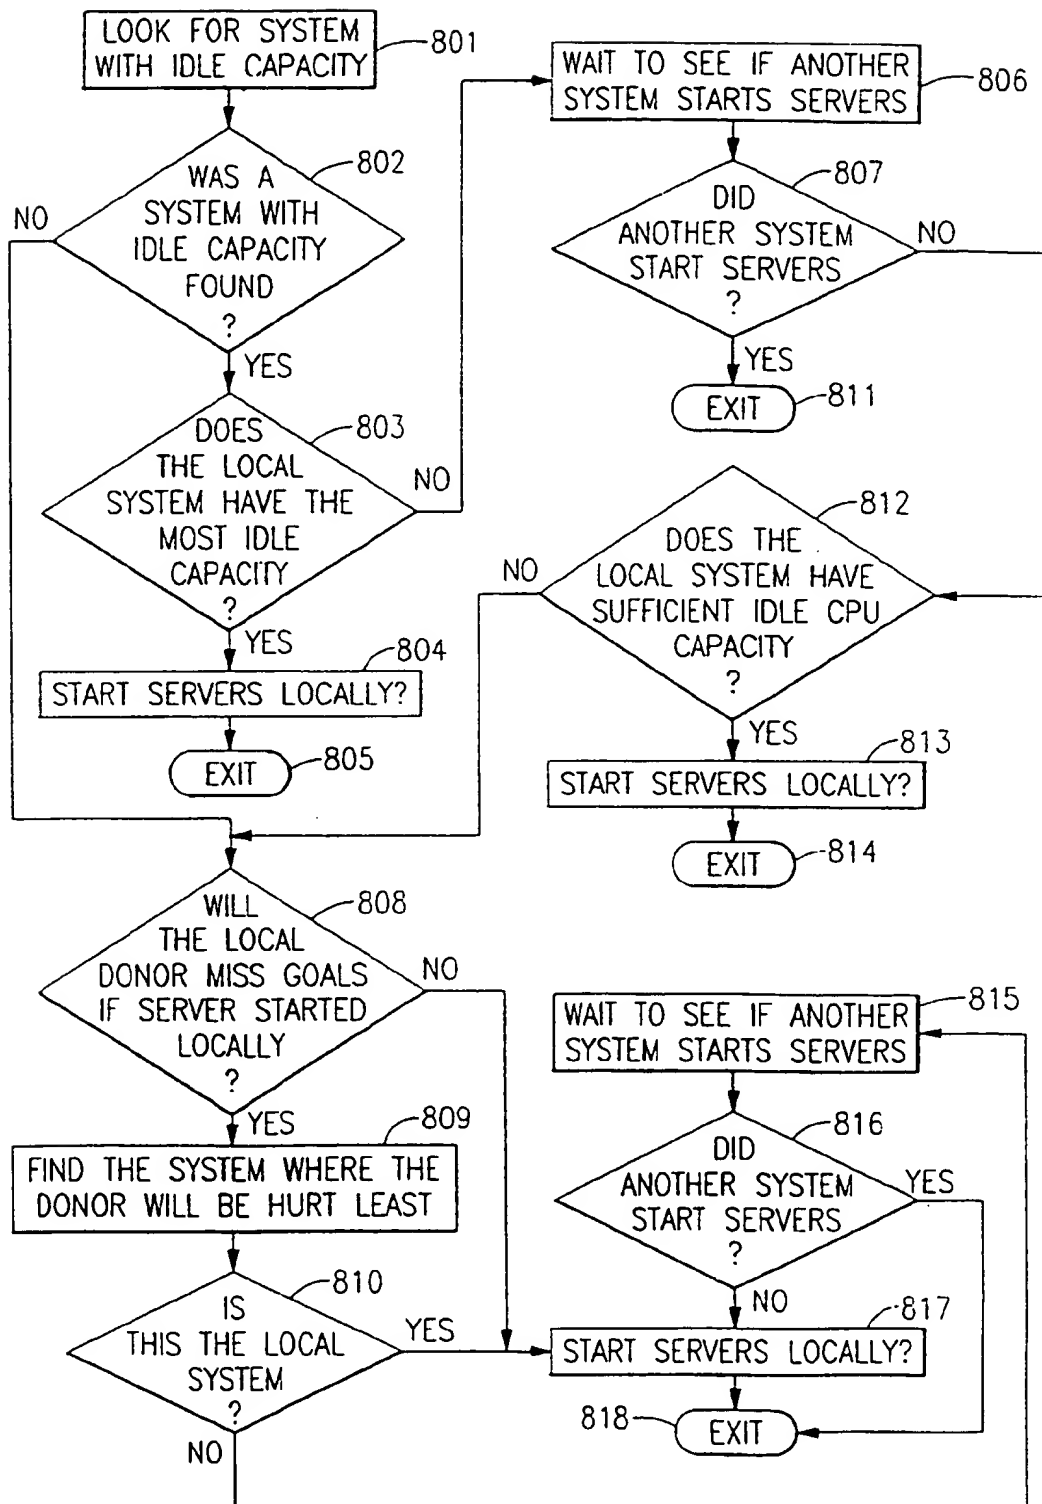 LOOK FOR SYSTEM
WITH IDLE CAPACITY
801
WAS A
SYSTEM WITH
IDLE CAPACITY
FOUND
?
802
NO
YES
DOES
THE LOCAL
SYSTEM HAVE THE
MOST IDLE
CAPACITY
?
803
NO
YES
START SERVERS LOCALLY?
804
EXIT
805
WAIT TO SEE IF ANOTHER
SYSTEM STARTS SERVERS
806
DID
ANOTHER SYSTEM
START SERVERS
?
807
NO
YES
EXIT
811
DOES THE
LOCAL SYSTEM HAVE
SUFFICIENT IDLE CPU
CAPACITY
?
812
NO
YES
START SERVERS LOCALLY?
813
EXIT
814
WILL
THE LOCAL
DONOR MISS GOALS
IF SERVER STARTED
LOCALLY
?
808
NO
YES
FIND THE SYSTEM WHERE THE
DONOR WILL BE HURT LEAST
809
IS
THIS THE LOCAL
SYSTEM
?
810
YES
NO
WAIT TO SEE IF ANOTHER
SYSTEM STARTS SERVERS
815
DID
ANOTHER SYSTEM
START SERVERS
?
816
YES
NO
START SERVERS LOCALLY?
817
EXIT
818